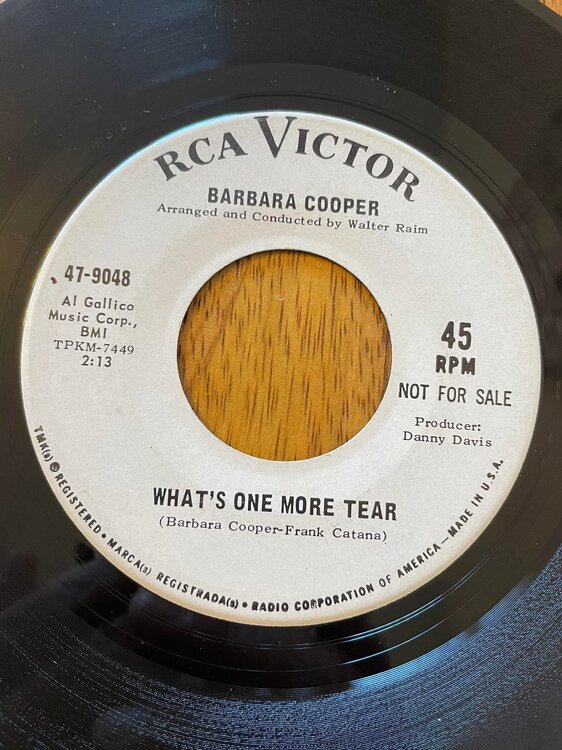 RCA VICTOR
BARBARA COOPER
Arranged and Conducted by Walter Raim
47-9048
Al Gallico
Music Corp.,
BMI
TPKM-7449
2:13
45
RPM
NOT FOR SALE
Producer:
Danny Davis
WHAT'S ONE MORE TEAR
(Barbara Cooper-Frank Catana)
TMK(s) ® REGISTERED • MARCA(s) REGISTRADA(s) • RADIO CORPORATION OF AMERICA—MADE IN U.S.A.